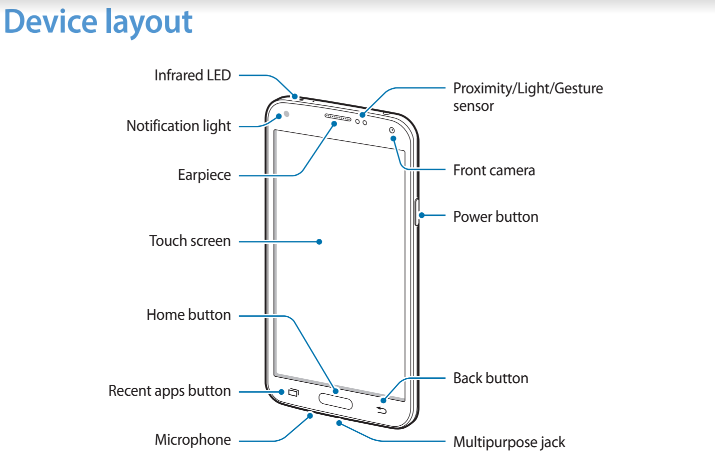 Device layout
Infrared LED
Proximity/Light/Gesture
sensor
Notification light
Earpiece
Front camera
Power button
Touch screen
Home button
Back button
Recent apps button
Microphone
Multipurpose jack